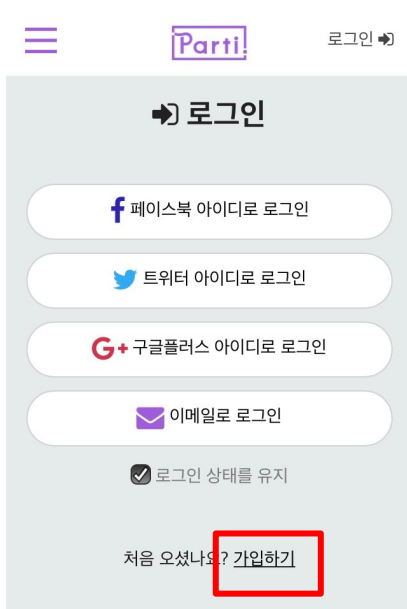 Parti!
로그인
로그인
페이스북 아이디로 로그인
트위터 아이디로 로그인
G+ 구글플러스 아이디로 로그인
이메일로 로그인
로그인 상태를 유지
처음 오셨나요? 가입하기